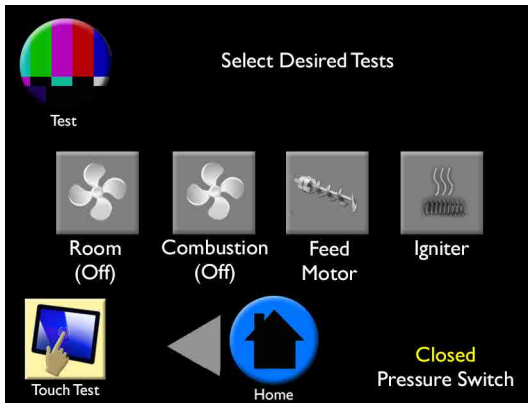 Select Desired Tests
Test
Room
(Off)
Combustion
(Off)
Feed
Motor
Igniter
Touch Test
Home
Closed
Pressure Switch